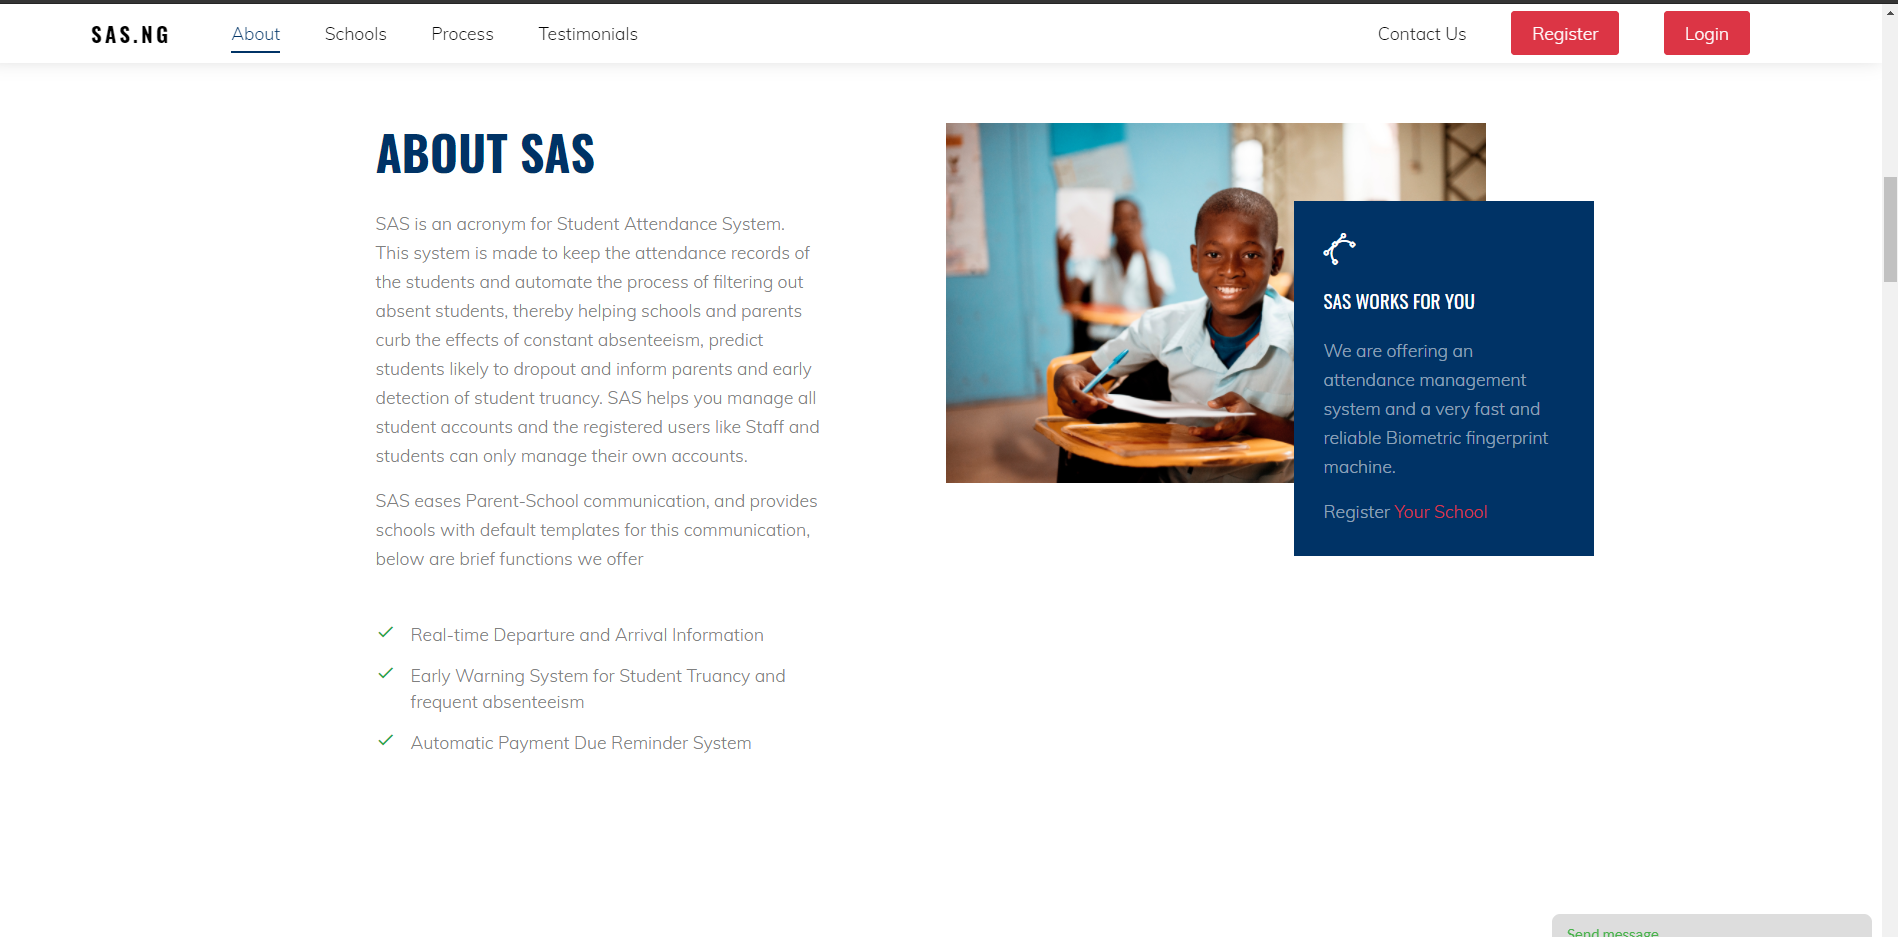 SAS.NG
About
Schools
Process
Testimonials
Contact Us
Register
Login
ABOUT SAS
SAS is an acronym for Student Attendance System.
This system is made to keep the attendance records of
the students and automate the process of filtering out
absent students, thereby helping schools and parents
curb the effects of constant absenteeism, predict
students likely to dropout and inform parents and early
detection of student truancy. SAS helps you manage all
student accounts and the registered users like Staff and
students can only manage their own accounts.
SAS eases Parent-School communication, and provides
schools with default templates for this communication,
below are brief functions we offer
Real-time Departure and Arrival Information
Early Warning System for Student Truancy and
frequent absenteeism
Automatic Payment Due Reminder System
SAS WORKS FOR YOU
We are offering an
attendance management
system and a very fast and
reliable Biometric fingerprint
machine.
Register Your School
Send message